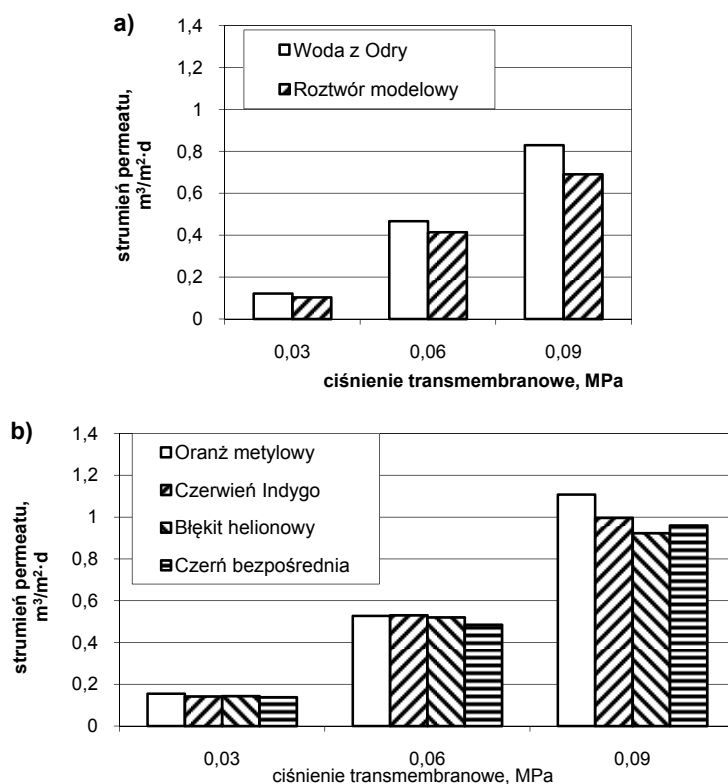 a)
1,4
1,2
1
0,8
0,6
0,4
0,2
0
strumień permeatu,
m³/m²·d
Woda z Odry
Roztwór modelowy
0,03 0,06 0,09
ciśnienie transmembranowe, MPa
b)
1,4
1,2
1
0,8
0,6
0,4
0,2
0
strumień permeatu,
m³/m²·d
Oranż metylowy
Czerwień Indygo
Błękit helionowy
Czerń bezpośrednia
0,03 0,06 0,09
ciśnienie transmembranowe, MPa